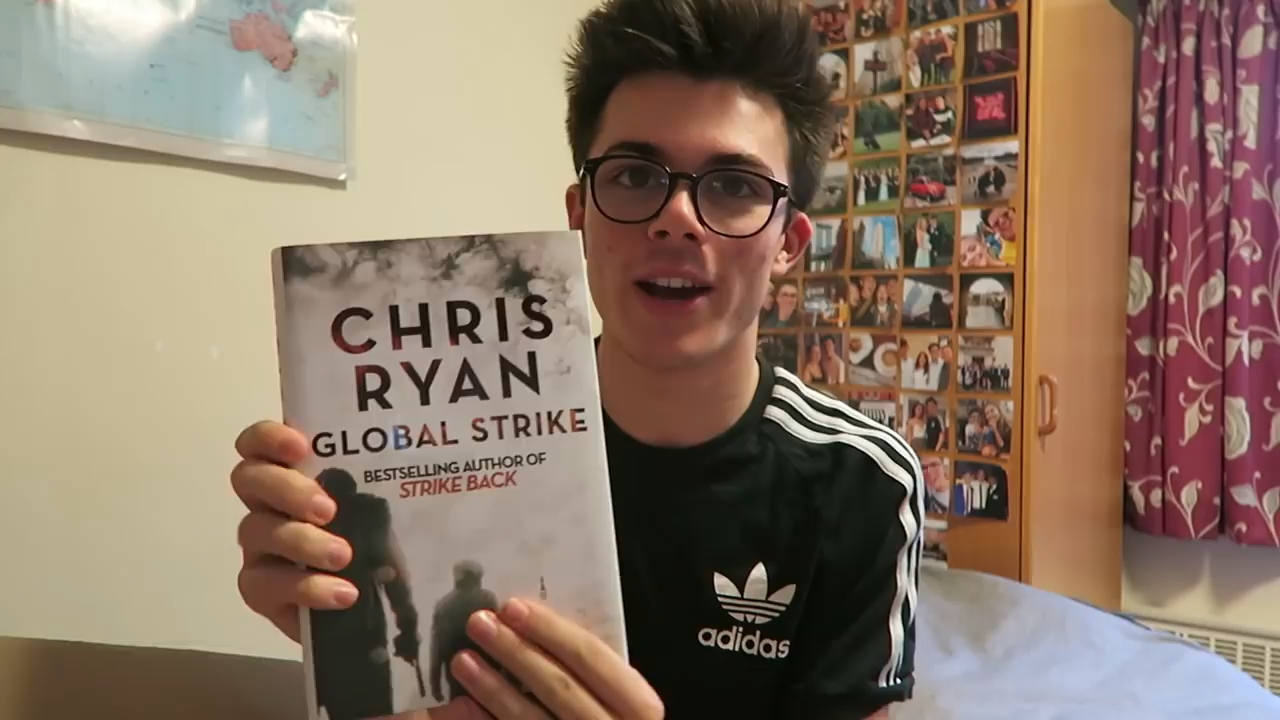 CHRIS
RYAN
GLOBAL STRIKE
BESTSELLING AUTHOR OF
STRIKE BACK
adidas